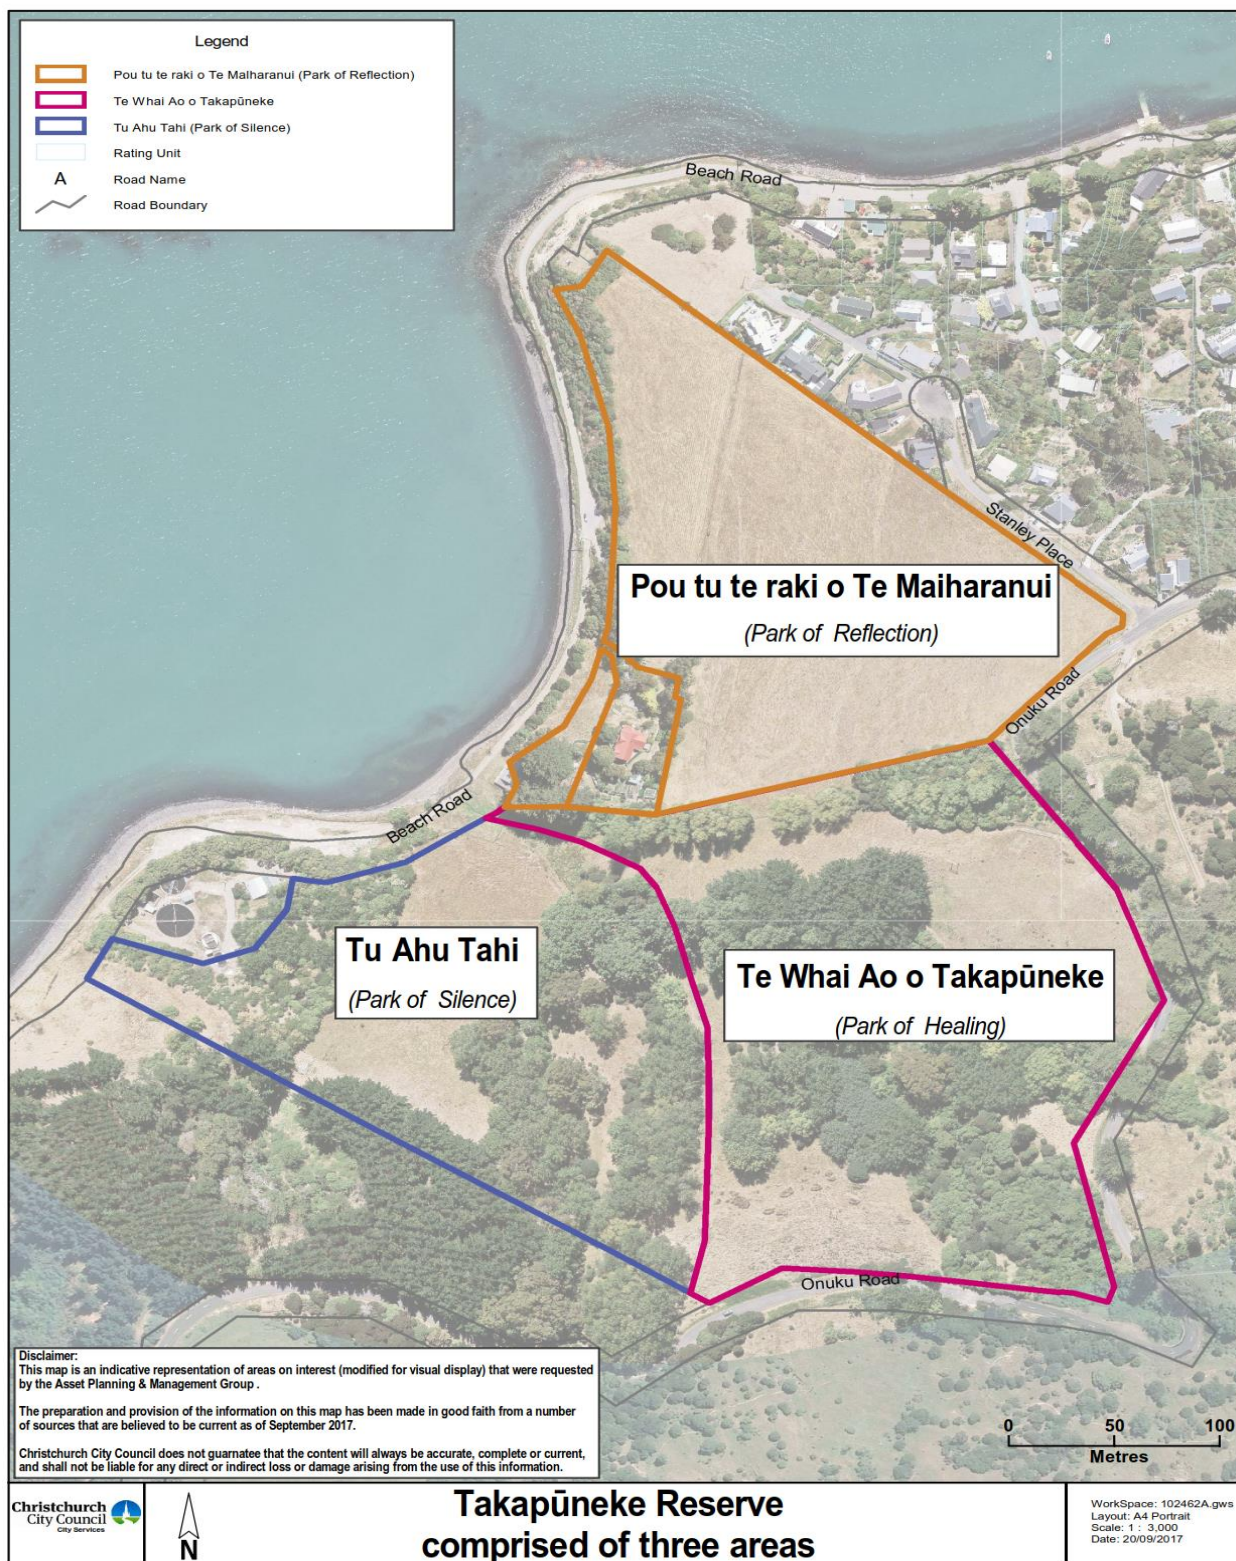 Legend
Pou tu te raki o Te Malharanui (Park of Reflection)
Te Whai Ao o Takapūneke
Tu Ahu Tahi (Park of Silence)
Rating Unit
A Road Name
Road Boundary
Beach Road
Stanley Place
Pou tu te raki o Te Maiharanui
(Park of Reflection)
Onuku Road
Beach Road
Tu Ahu Tahi
(Park of Silence)
Te Whai Ao o Takapūneke
(Park of Healing)
Onuku Road
Disclaimer:
This map is an indicative representation of areas on interest (modified for visual display) that were requested
by the Asset Planning & Management Group .
The preparation and provision of the information on this map has been made in good faith from a number
of sources that are believed to be current as of September 2017.
Christchurch City Council does not guarnatee that the content will always be accurate, complete or current,
and shall not be liable for any direct or indirect loss or damage arising from the use of this information.
0 50 100
Metres
Christchurch
City Council
City Services
N
Takapūneke Reserve
comprised of three areas
WorkSpace: 102462A.gws
Layout: A4 Portrait
Scale: 1 : 3,000
Date: 20/09/2017